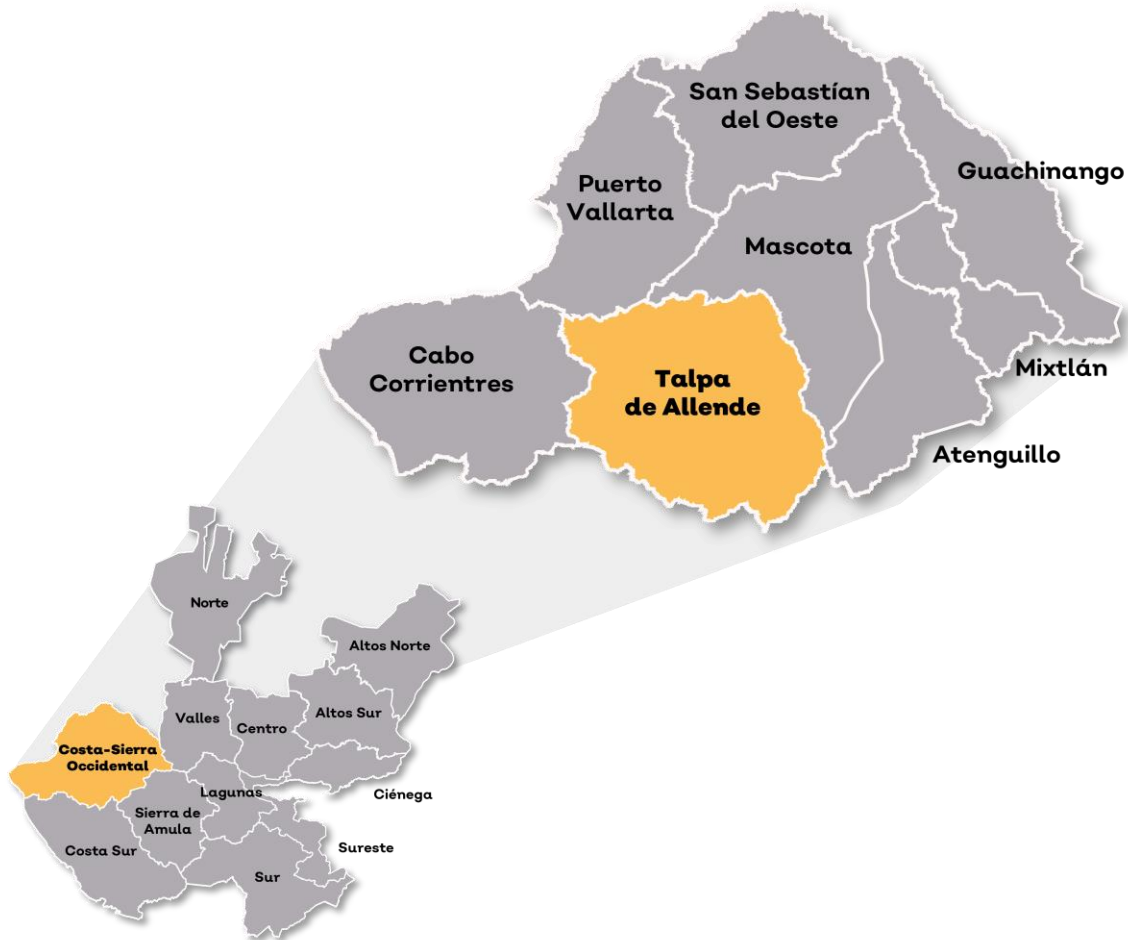 San Sebastían
del Oeste
Guachinango
Puerto
Vallarta
Mascota
Cabo
Corrientres
Talpa
de Allende
Mixtlán
Atenguillo
Norte
Altos Norte
Valles
Centro
Altos Sur
Costa-Sierra
Occidental
Lagunas
Ciénega
Sierra de
Amula
Costa Sur
Sureste
Sur